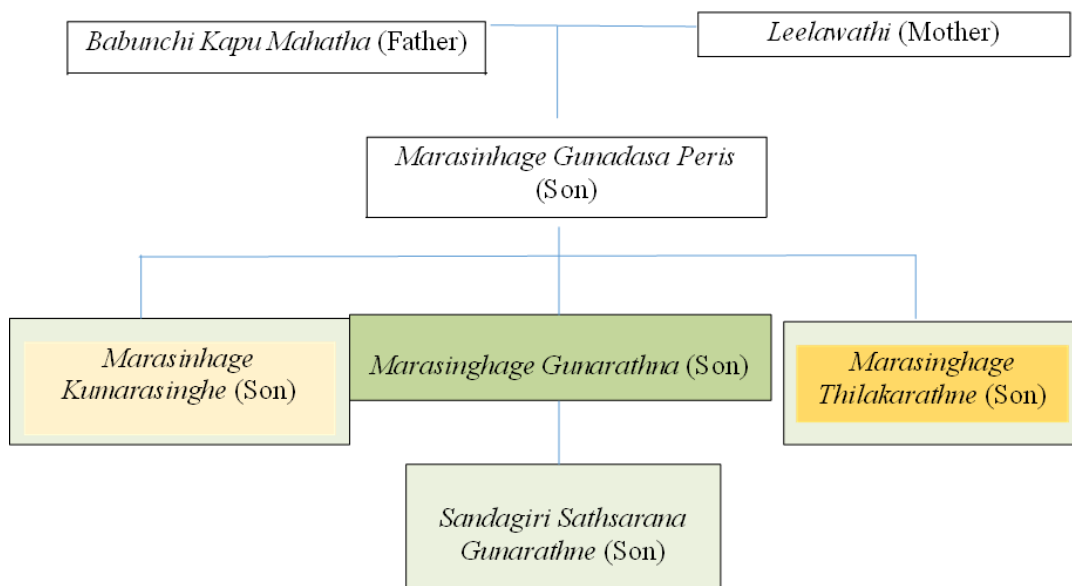 Babunchi Kapu Mahatha (Father)
Leelawathi (Mother)
Marasinhage Gunadasa Peris
(Son)
Marasinhage
Kumarasinghe (Son)
Marasinghage Gunarathna (Son)
Marasinghage
Thilakarathne (Son)
Sandagiri Sathsarana
Gunarathne (Son)